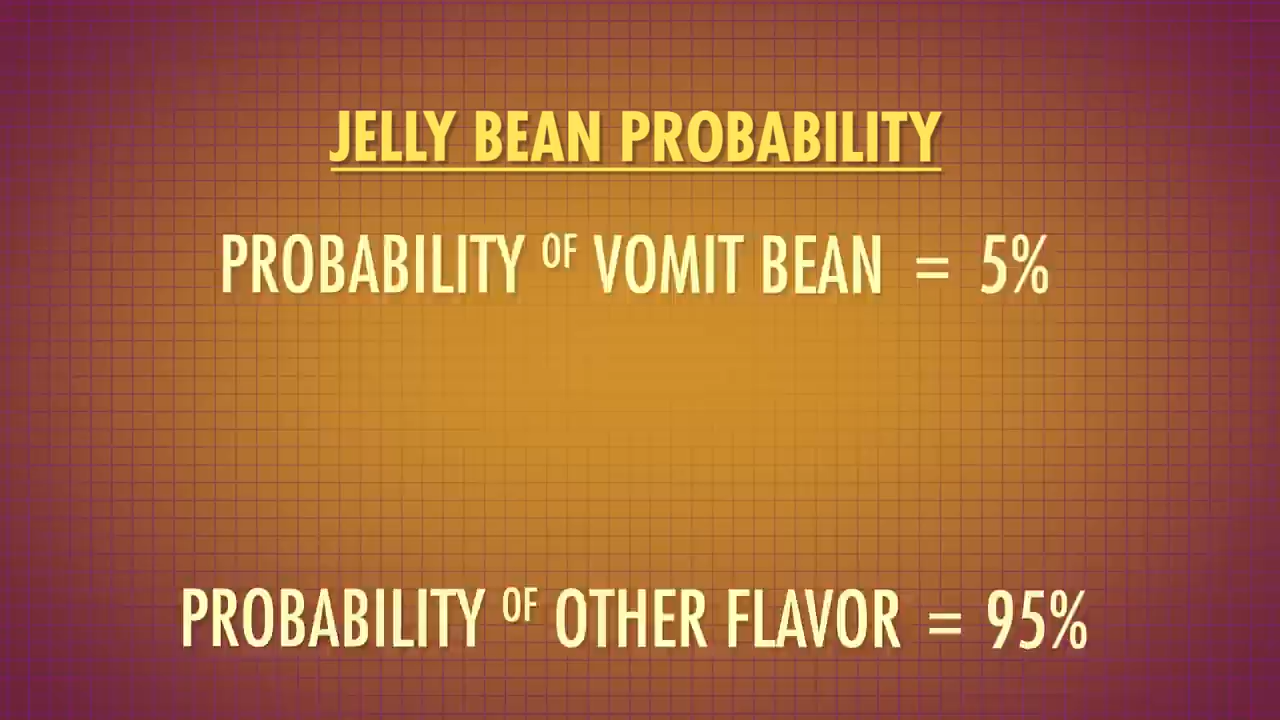 JELLY BEAN PROBABILITY
PROBABILITY OF VOMIT BEAN = 5%
PROBABILITY OF OTHER FLAVOR = 95%